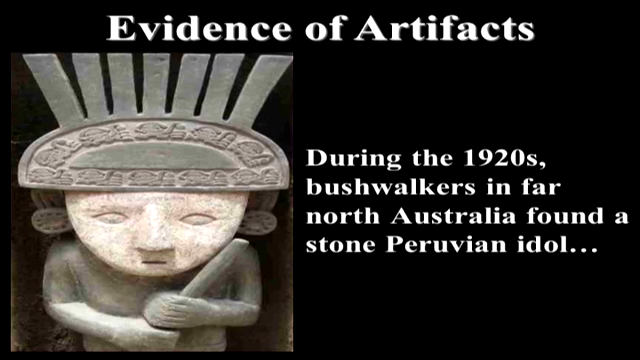 Evidence of Artifacts
During the 1920s,
bushwalkers in far
north Australia found a
stone Peruvian idol...